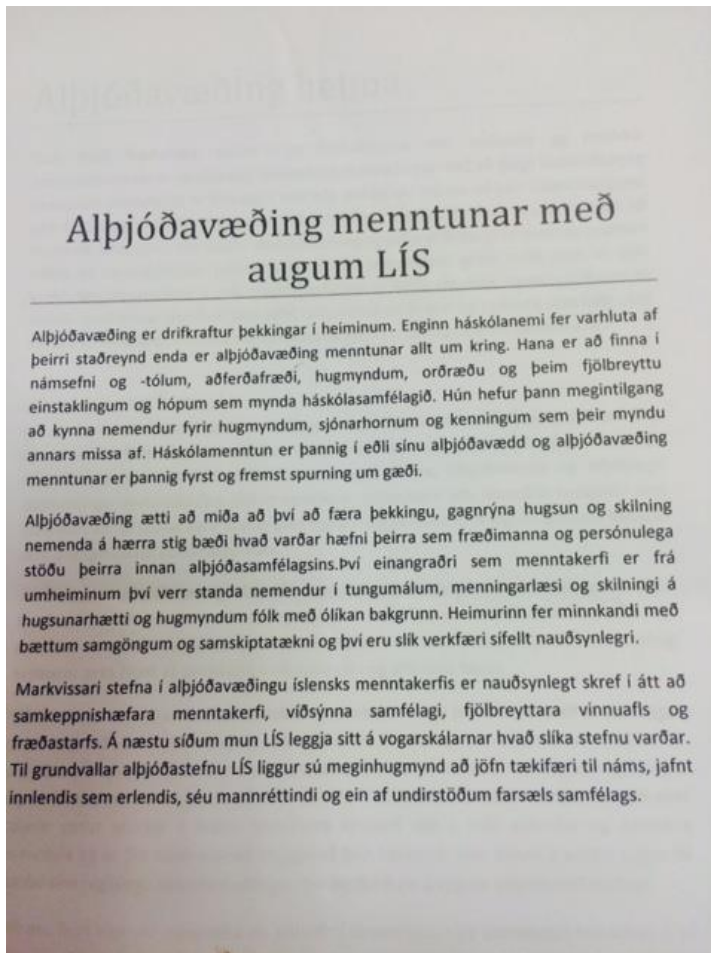 Alþjóðavæðing menntunar með
augum LÍS
Alþjóðavæðing er drifkraftur þekkingar í heiminum. Enginn háskólanemi fer varhluta af
þeirri staðreynd enda er alþjóðavæðing menntunar allt um kring. Hana er að finna í
námsefni og -tólum, aðferðafræði, hugmyndum, orðræðu og þeim fjölbreyttu
einstaklingum og hópum sem mynda háskólasamfélagið. Hún hefur þann megintilgang
að kynna nemendur fyrir hugmyndum, sjónarhornum og kenningum sem þeir myndu
annars missa af. Háskólamenntun er þannig í eðli sínu alþjóðavædd og alþjóðavæðing
menntunar er þannig fyrst og fremst spurning um gæði.
Alþjóðavæðing ætti að miða að því að færa þekkingu, gagnrýna hugsun og skilning
nemenda á hærra stig bæði hvað varðar hæfni þeirra sem fræðimanna og persónulega
stöðu þeirra innan alþjóðasamfélagsins.Því einangraðri sem menntakerfi er frá
umheiminum því verr standa nemendur í tungumálum, menningarlæsi og skilningi á
hugsunarhætti og hugmyndum fólk með ólíkan bakgrunn. Heimurinn fer minnkandi með
bættum samgöngum og samskiptatækni og því eru slík verkfæri sífellt nauðsynlegri.
Markvissari stefna í alþjóðavæðingu íslensks menntakerfis er nauðsynlegt skref í átt að
samkeppnishæfara menntakerfi, víðsýnna samfélagi, fjölbreyttara vinnuafls og
fræðastarfs. Á næstu síðum mun LÍS leggja sitt á vogarskálarnar hvað slíka stefnu varðar.
Til grundvallar alþjóðastefnu LÍS liggur sú meginhugmynd að jöfn tækifæri til náms, jafnt
innlendis sem erlendis, séu mannréttindi og ein af undirstöðum farsæls samfélags.